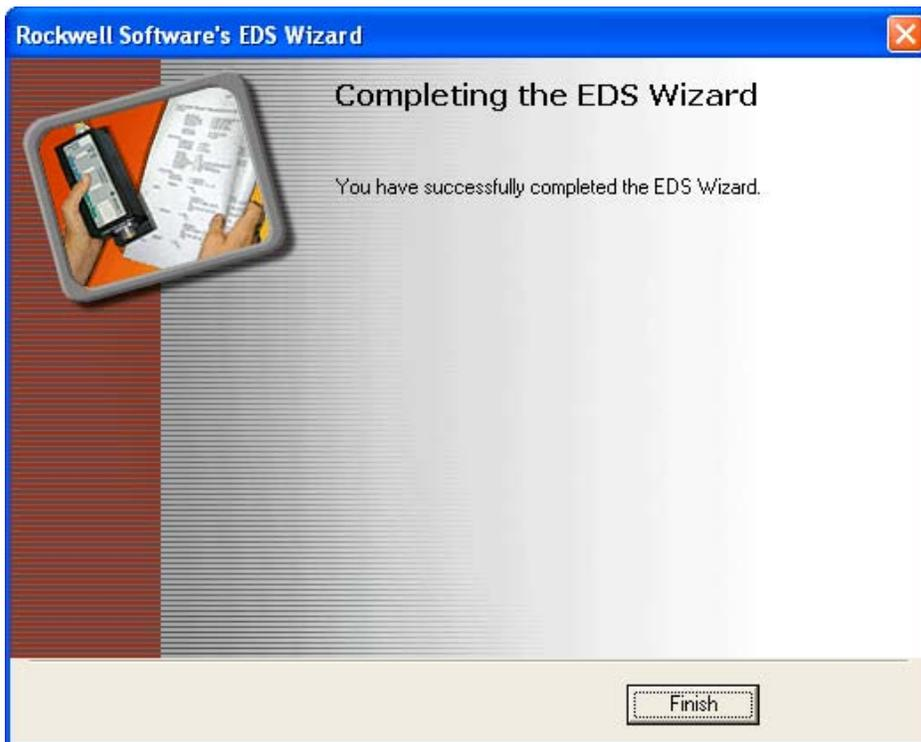 Rockwell Software's EDS Wizard
Completing the EDS Wizard
You have successfully completed the EDS Wizard.
Finish